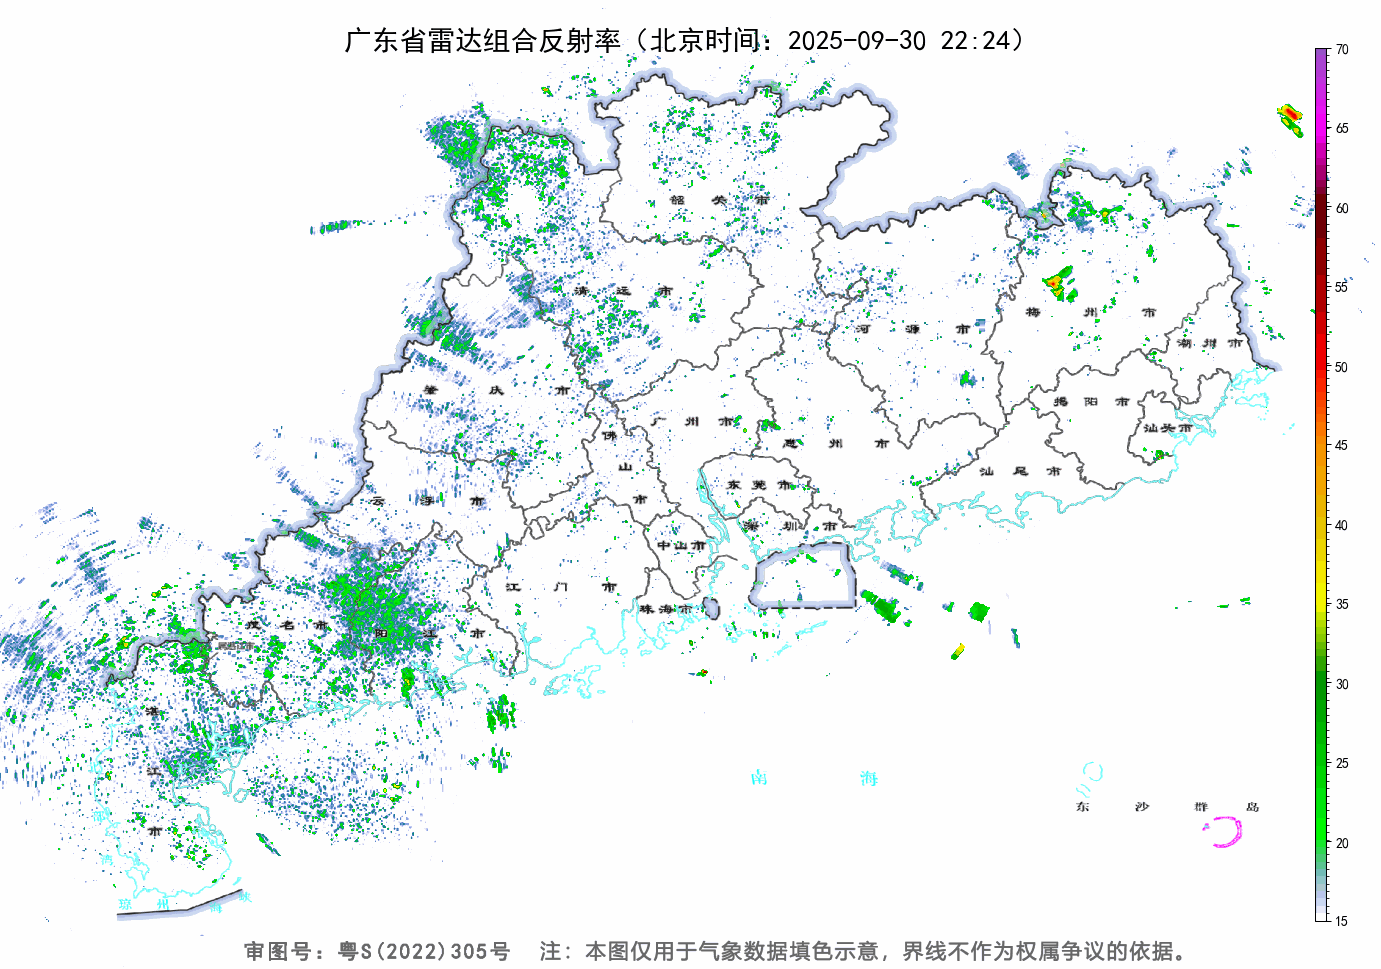 广东省雷达组合反射率（北京时间：2025-09-30 22:24）
70
65
60
55
50
45
40
35
30
25
20
15
韶 关 市
清 远 市
河 源 市
梅 州 市
潮 州 市
肇 庆 市
广 州 市
惠 州 市
揭 阳 市
汕头市
佛 山 市
东 莞 市
汕 尾 市
云 浮 市
深 圳 市
中山市
江 门 市
珠海市
茂 名 市
阳 江 市
湛 江 市
南 海
东 沙 群 岛
琼 州 海 峡
审图号：粤S(2022)305号 注：本图仅用于气象数据填色示意，界线不作为权属争议的依据。